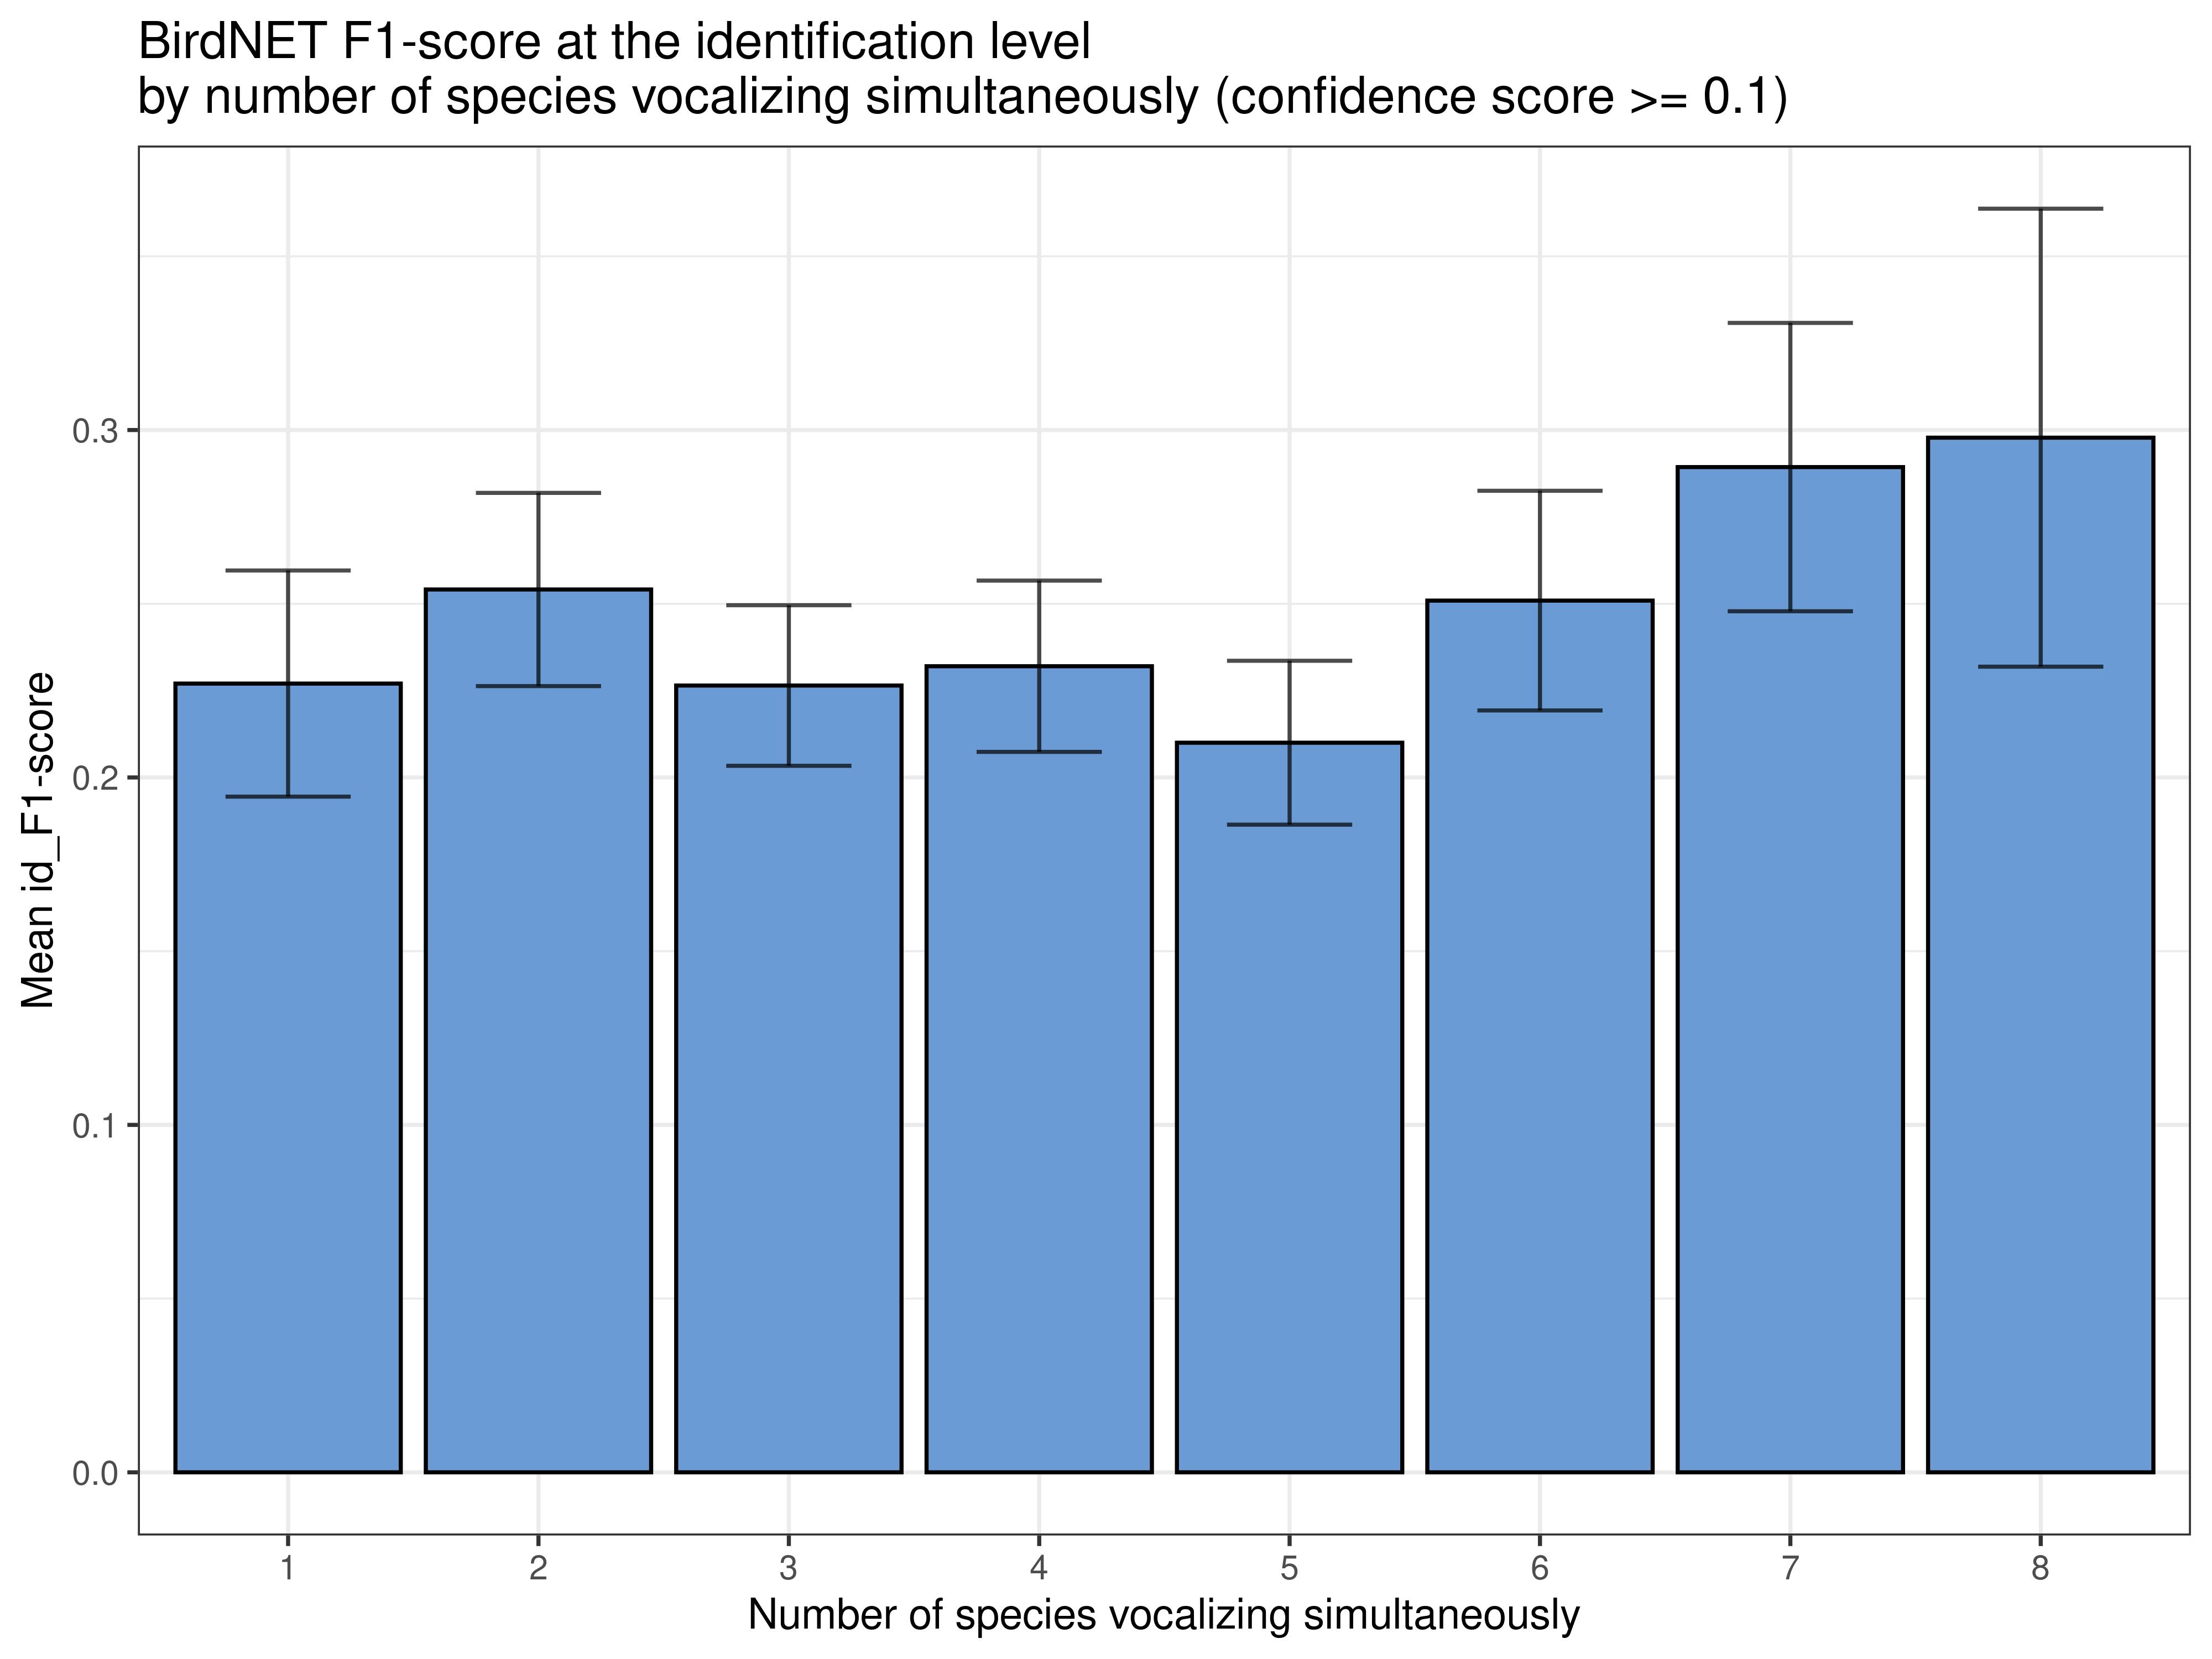 BirdNET F1-score at the identification level
by number of species vocalizing simultaneously (confidence score >= 0.1)
Mean id_F1-score
0.3
0.2
0.1
0.0
1 2 3 4 5 6 7 8
Number of species vocalizing simultaneously